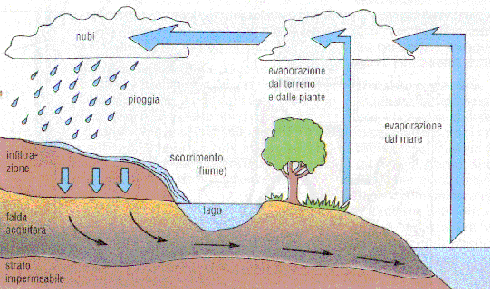 nubi
evaporazione
dal terreno
e dalle piante
pioggia
evaporazione
dal mare
infiltra-
zione
scorrimento
(fiume)
lago
falda
acquifera
strato
impermeabile